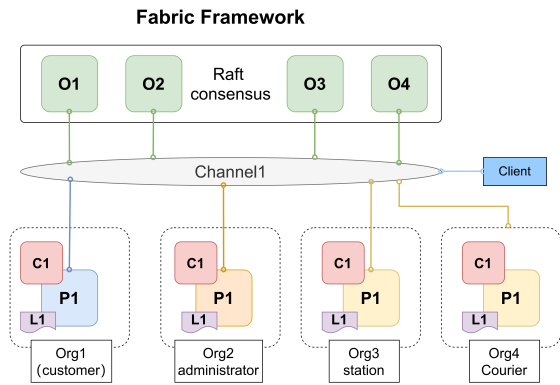 Fabric Framework
O1
O2
Raft
consensus
O3
O4
Channel1
Client
C1
P1
L1
Org1
(customer)
C1
P1
L1
Org2
administrator
C1
P1
L1
Org3
station
C1
P1
L1
Org4
Courier